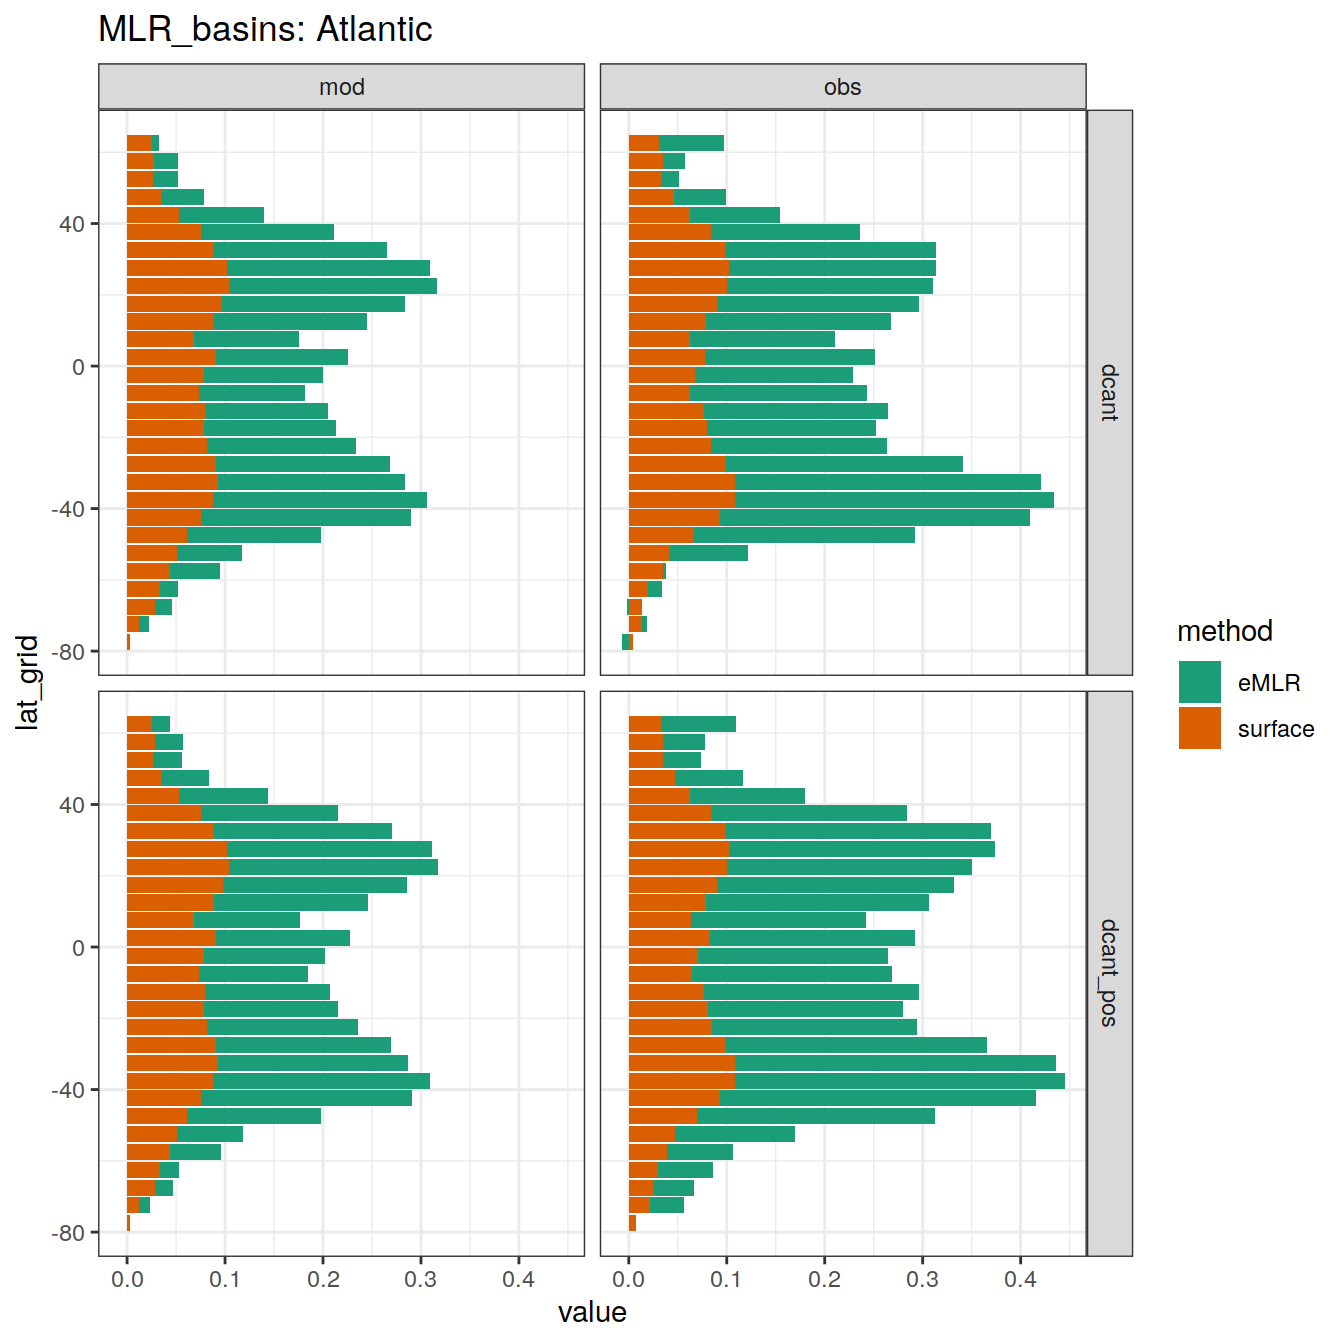 MLR_basins: Atlantic
mod
obs
40
0
-40
-80
dcant
40
0
-40
-80
dcant_pos
0.0 0.1 0.2 0.3 0.4
0.0 0.1 0.2 0.3 0.4
value
lat_grid
method
eMLR
surface